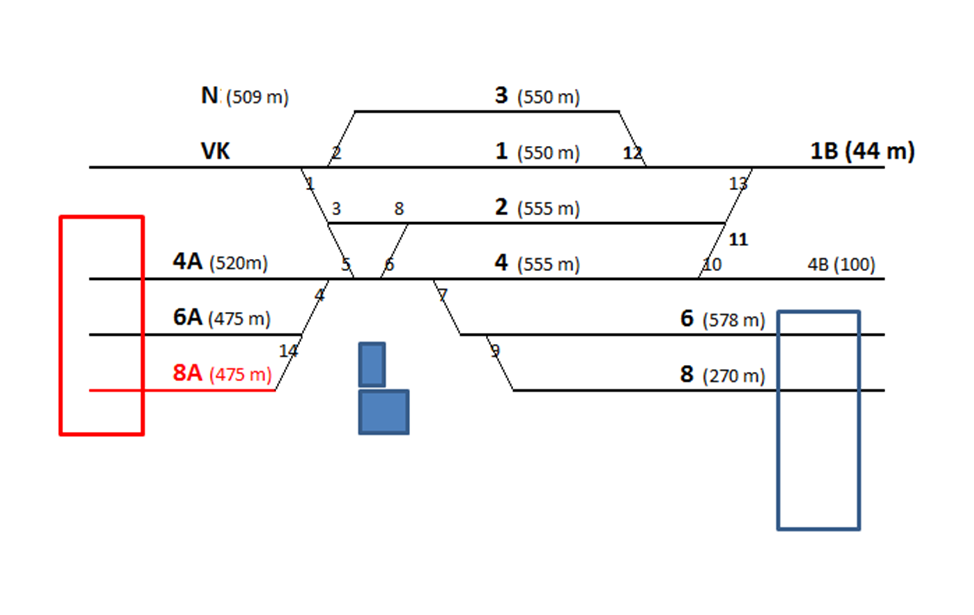 N (509 m) 3 (550 m)
VK 2 1 (550 m) 12 1B (44 m)
1 13
3 8 2 (555 m)
11
4A (520m) 5 6 4 (555 m) 10 4B (100)
4 7
6A (475 m) 6 (578 m)
14 9
8A (475 m) 8 (270 m)